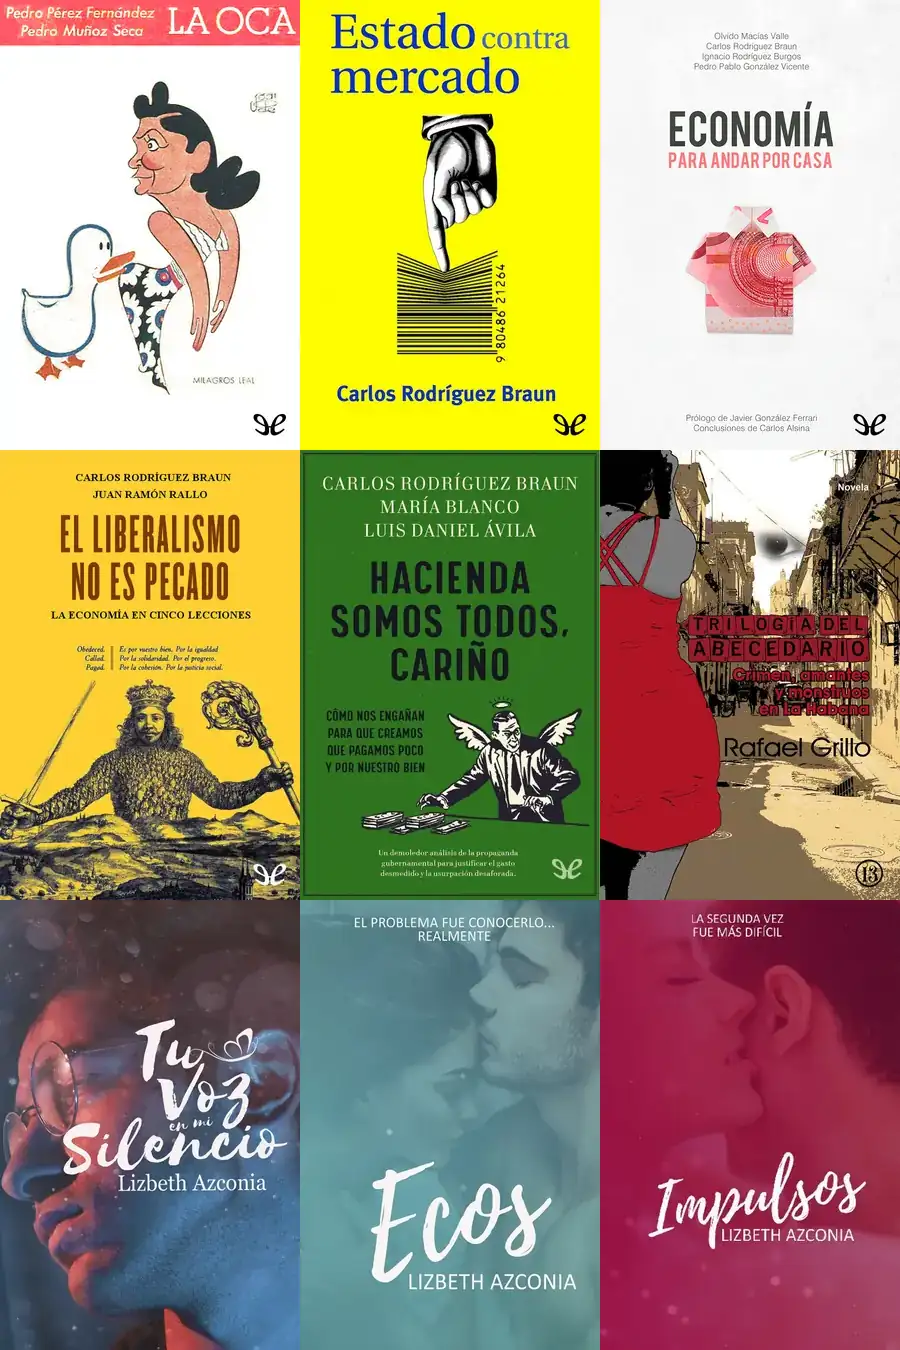 Pedro Pérez Fernández
Pedro Muñoz Seca
LA OCA
MILAGROS LEAL
Estado contra
mercado
9 780486 21264
Carlos Rodríguez Braun
Olvido Macías Valle
Carlos Rodríguez Braun
Ignacio Rodríguez Burgos
Pedro Pablo González Vicente
ECONOMÍA
PARA ANDAR POR CASA
Prólogo de Javier González Ferrari
Conclusiones de Carlos Alsina
CARLOS RODRÍGUEZ BRAUN
JUAN RAMÓN RALLO
EL LIBERALISMO
NO ES PECADO
LA ECONOMÍA EN CINCO LECCIONES
Obedeced. Es por nuestro bien. Por la igualdad
Callad. Por la solidaridad. Por el progreso.
Pagad. Por la cohesión. Por la justicia social.
CARLOS RODRÍGUEZ BRAUN
MARÍA BLANCO
LUIS DANIEL ÁVILA
HACIENDA
SOMOS TODOS,
CARIÑO
CÓMO NOS ENGAÑAN
PARA QUE CREAMOS
QUE PAGAMOS POCO
Y POR NUESTRO BIEN
Un demoledor análisis de la propaganda
gubernamental para justificar el gasto
desmedido y la usurpación desaforada.
Novela
TRILOGÍA DEL
ABECEDARIO
Crimen, amantes
y monstruos
en La Habana
Rafael Grillo
13
Tu
Voz
en mi
Silencio
Lizbeth Azconia
EL PROBLEMA FUE CONOCERLO...
REALMENTE
Ecos
LIZBETH AZCONIA
LA SEGUNDA VEZ
FUE MÁS DIFÍCIL
Impulsos
LIZBETH AZCONIA